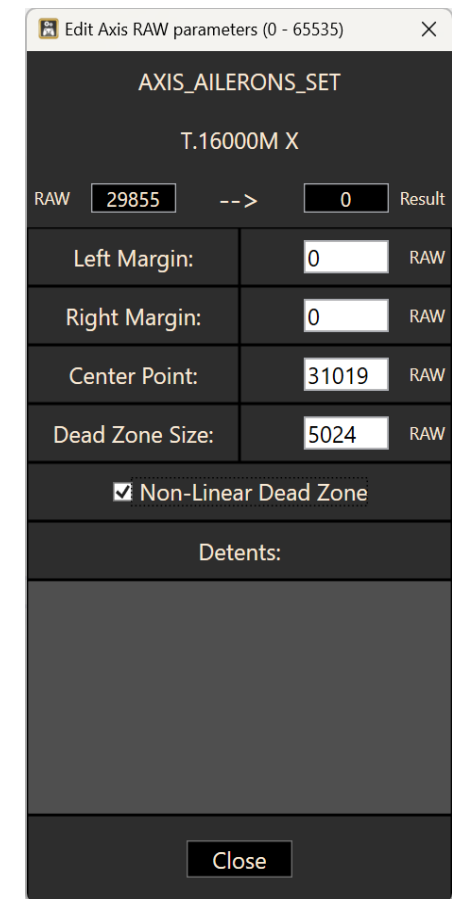 Edit Axis RAW parameters (0 - 65535)
AXIS_AILERONS_SET
T.16000M X
RAW 29855 --> 0 Result
Left Margin: 0 RAW
Right Margin: 0 RAW
Center Point: 31019 RAW
Dead Zone Size: 5024 RAW
Non-Linear Dead Zone
Detents:
Close